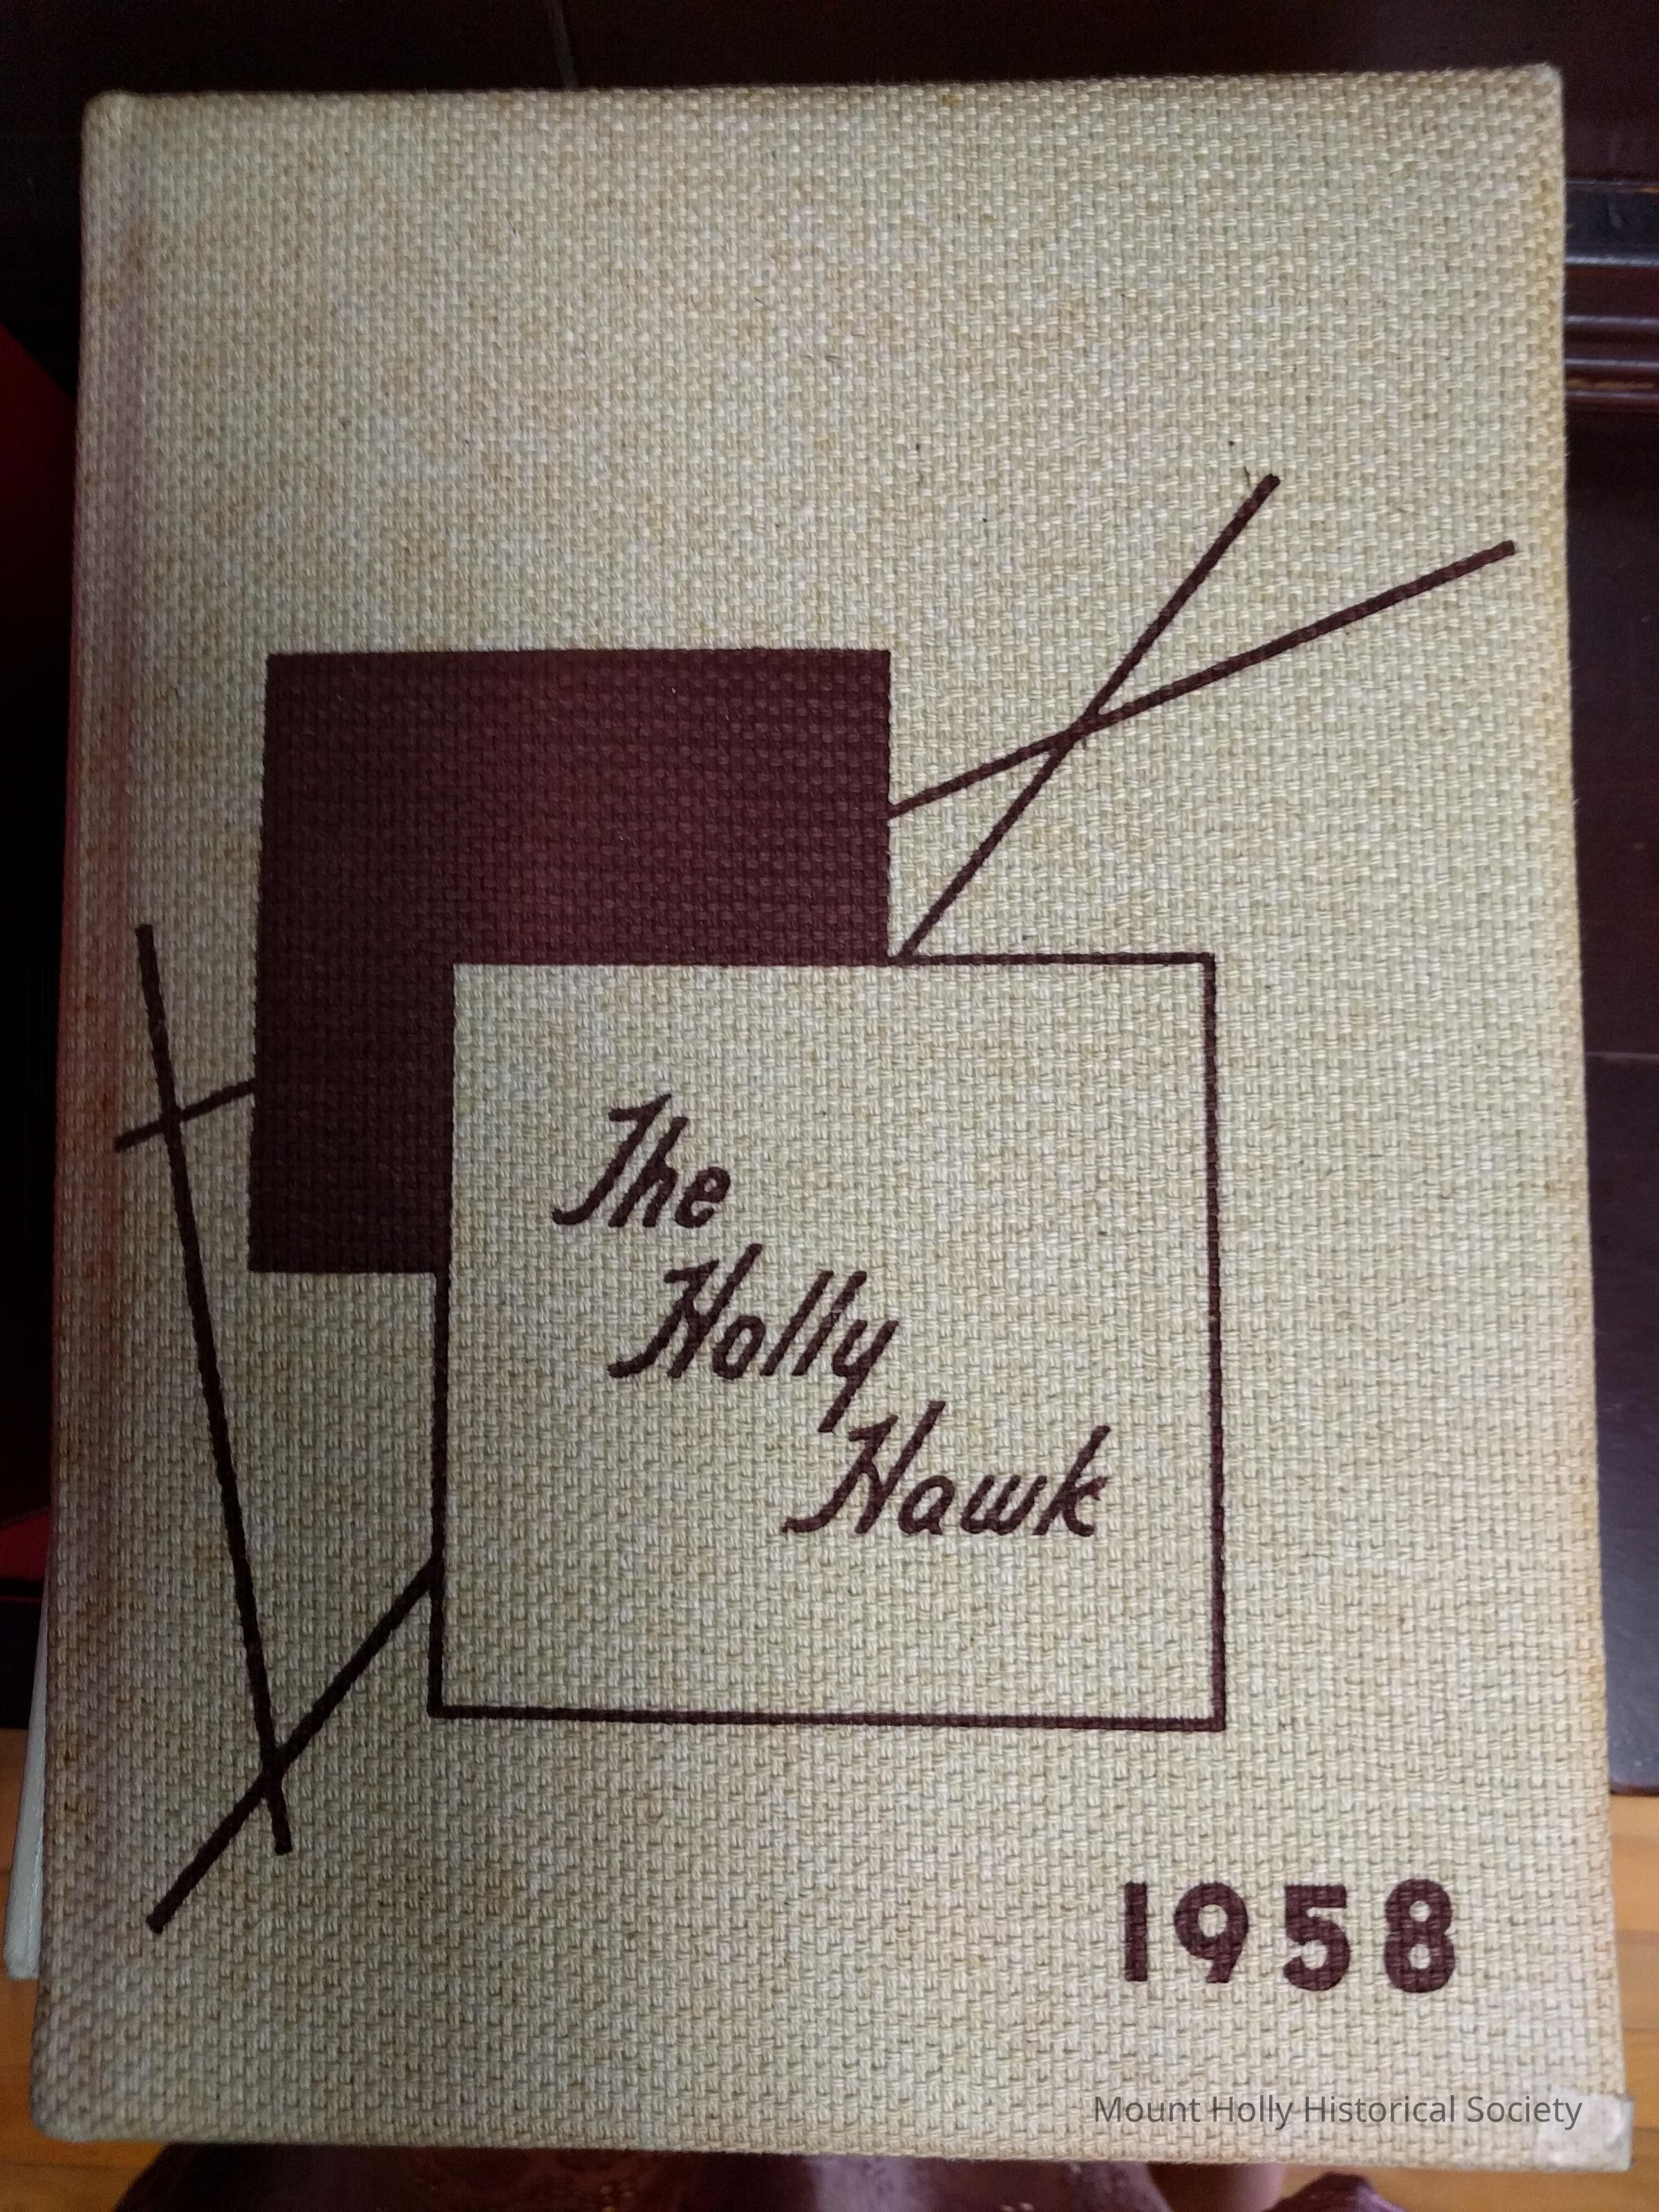 The
Holly
Hawk
1958
Mount Holly Historical Society